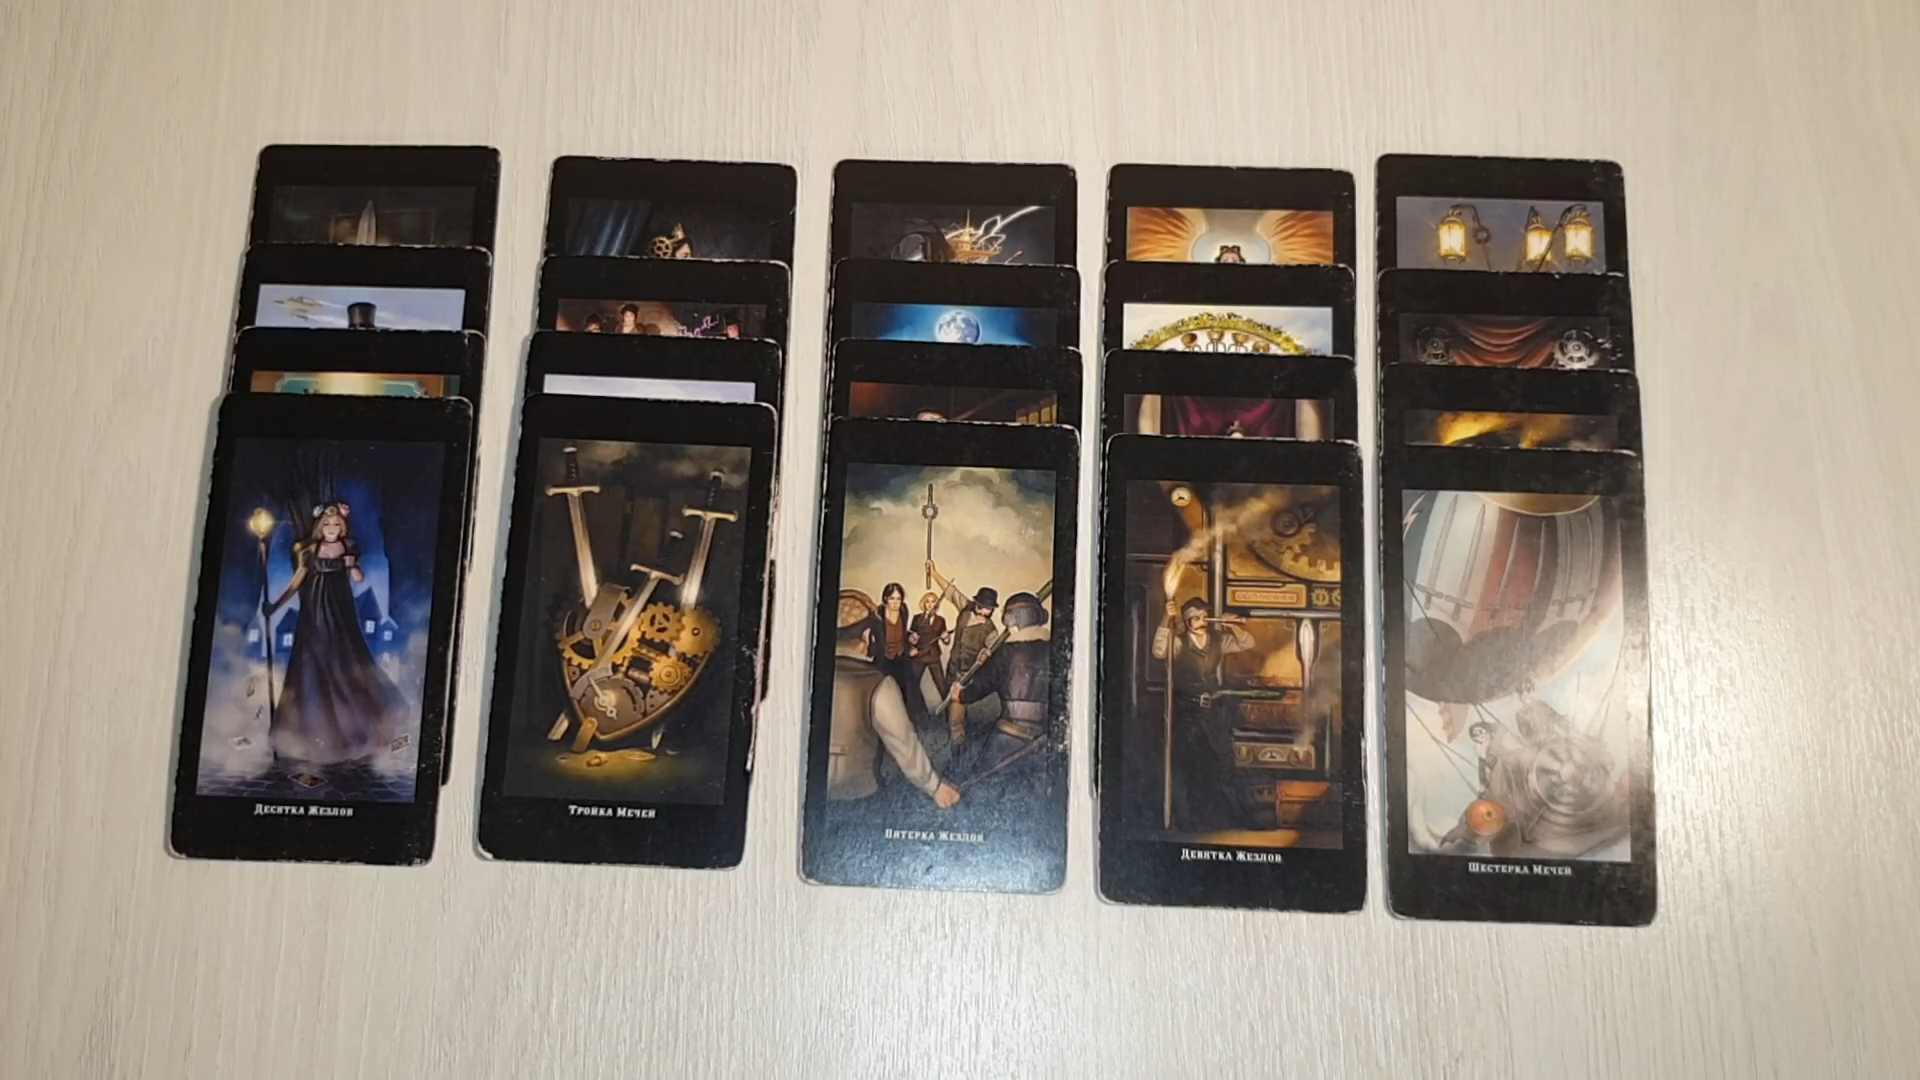 Десятка Жезлов
Тройка Мечей
Пятерка Жезлов
Девятка Жезлов
Шестерка Мечей